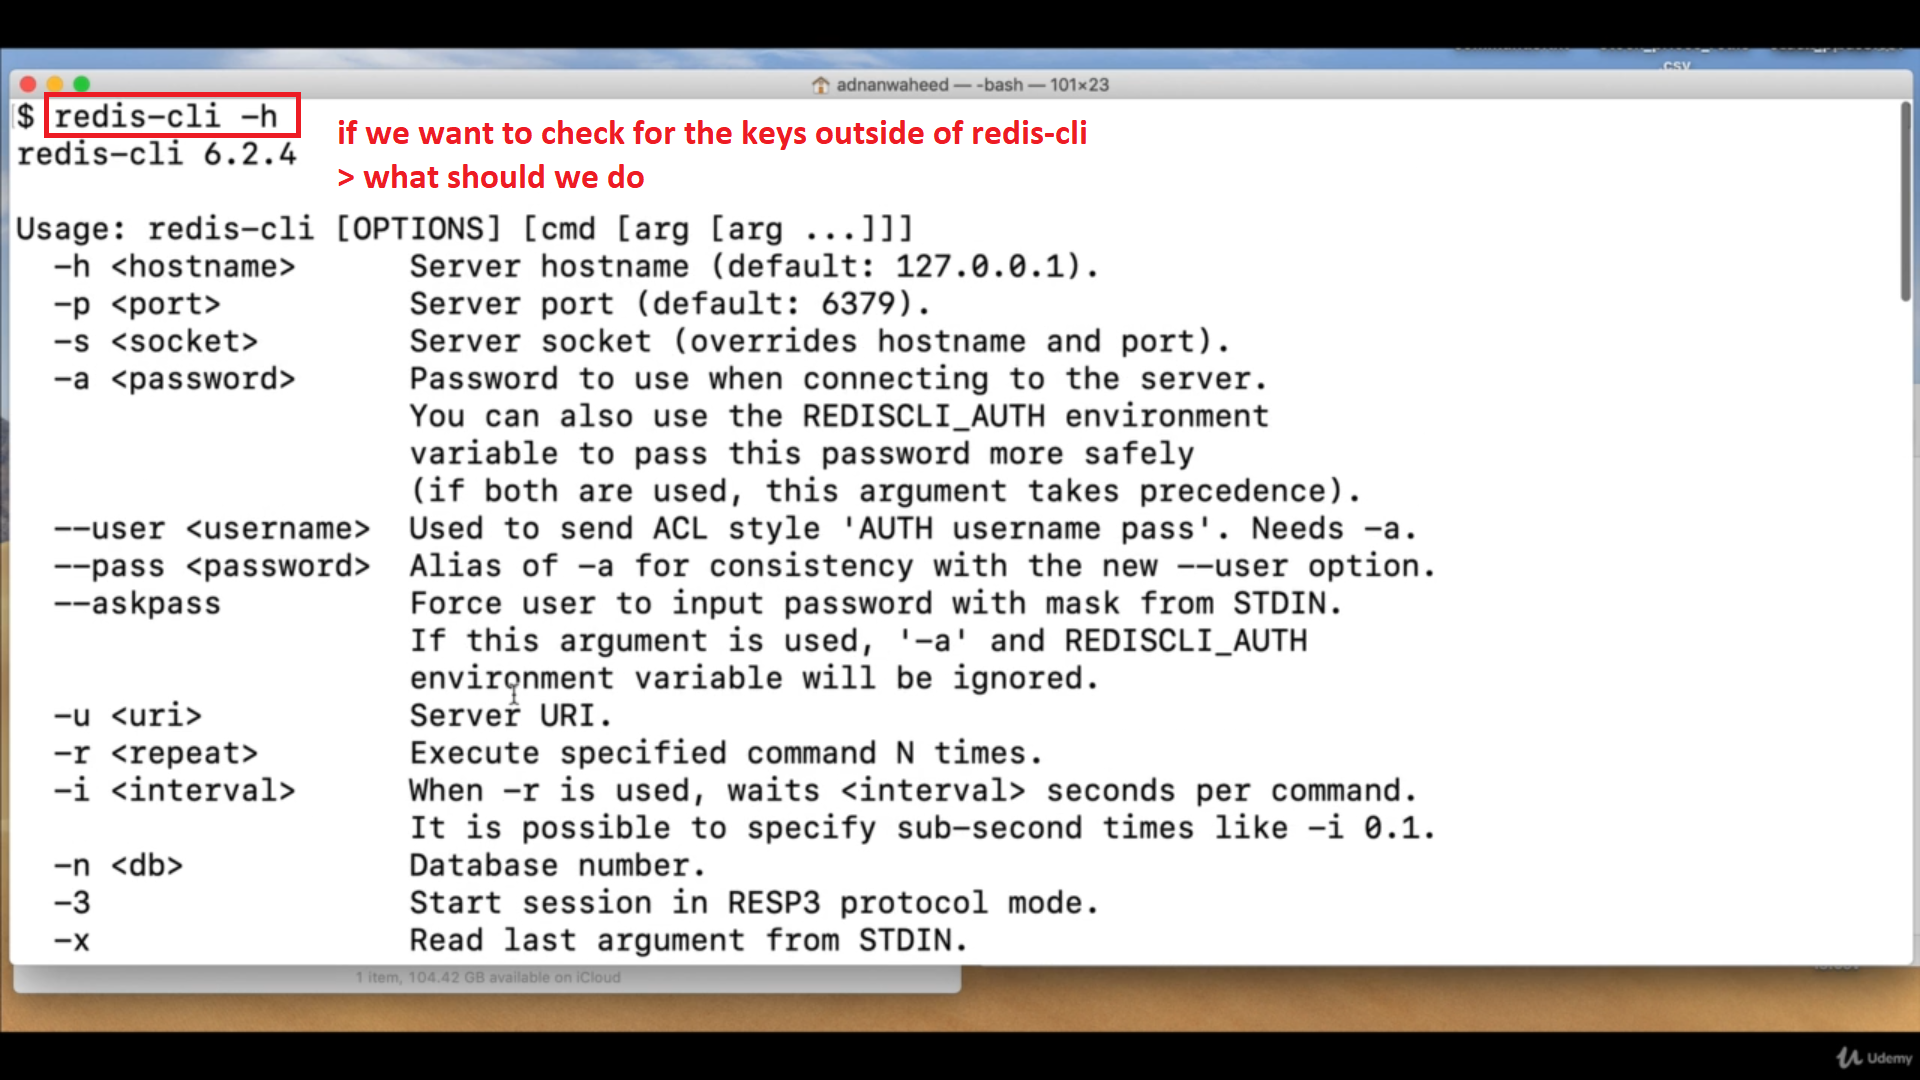 .csv
adnanwaheed — -bash — 101×23
$ redis-cli -h
redis-cli 6.2.4
if we want to check for the keys outside of redis-cli
> what should we do
Usage: redis-cli [OPTIONS] [cmd [arg [arg ...]]]
-h <hostname> Server hostname (default: 127.0.0.1).
-p <port> Server port (default: 6379).
-s <socket> Server socket (overrides hostname and port).
-a <password> Password to use when connecting to the server.
You can also use the REDISCLI_AUTH environment
variable to pass this password more safely
(if both are used, this argument takes precedence).
--user <username> Used to send ACL style 'AUTH username pass'. Needs -a.
--pass <password> Alias of -a for consistency with the new --user option.
--askpass Force user to input password with mask from STDIN.
If this argument is used, '-a' and REDISCLI_AUTH
environment variable will be ignored.
-u <uri> Server URI.
-r <repeat> Execute specified command N times.
-i <interval> When -r is used, waits <interval> seconds per command.
It is possible to specify sub-second times like -i 0.1.
-n <db> Database number.
-3 Start session in RESP3 protocol mode.
-x Read last argument from STDIN.
1 item, 104.42 GB available on iCloud
Udemy